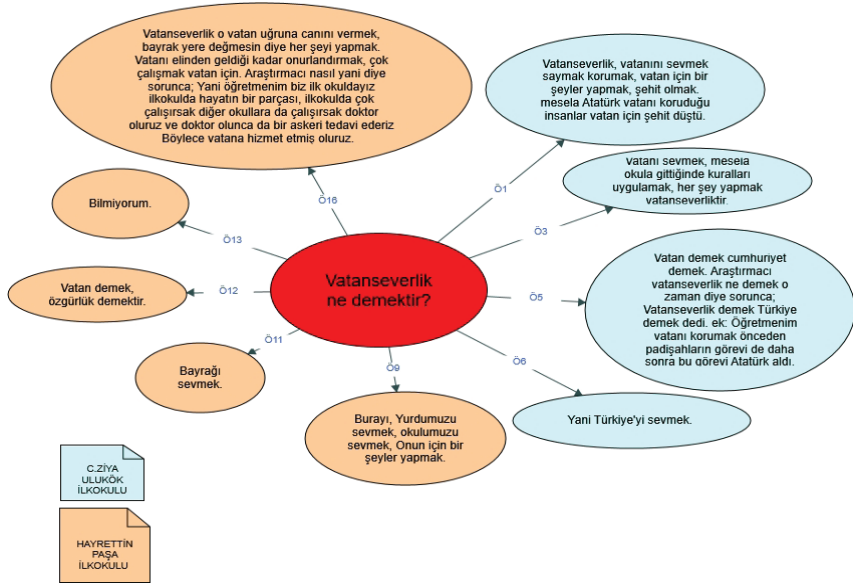 Vatanseverlik o vatan uğruna canını vermek,
bayrak yere değmesin diye her şeyi yapmak.
Vatanı elinden geldiği kadar onurlandırmak, çok
çalışmak vatan için. Araştırmacı nasıl yani diye
sorunca; Yani öğretmenim biz ilk okuldayız
ilkokulda hayatın bir parçası, ilkokulda çok
çalışırsak diğer okullara da çalışırsak doktor
oluruz ve doktor olunca da bir askeri tedavi ederiz
Böylece vatana hizmet etmiş oluruz.
Ö16
Vatanseverlik, vatanını sevmek
saymak korumak, vatan için bir
şeyler yapmak, şehit olmak.
mesela Atatürk vatanı koruduğu
insanlar vatan için şehit düştü.
Ö1
vatanı sevmek, mesela
okula gittiğinde kuralları
uygulamak, her şey yapmak
vatanseverliktir.
Ö3
Bilmiyorum.
Ö13
Vatanseverlik
ne demektir?
Vatan demek,
özgürlük demektir.
Ö12
Vatan demek cumhuriyet
demek. Araştırmacı
vatanseverlik ne demek o
zaman diye sorunca;
Vatanseverlik demek Türkiye
demek dedi. ek: Öğretmenim
vatanı korumak önceden
padişahların görevi de daha
sonra bu görevi Atatürk aldı.
Ö5
Bayrağı
sevmek.
Ö11
Burayı, Yurdumuzu
sevmek, okulumuzu
sevmek, Onun için bir
şeyler yapmak.
Ö9
Yani Türkiye'yi sevmek.
Ö6
C.ZİYA
ULUKÖK
İLKOKULU
HAYRETTİN
PAŞA
İLKOKULU